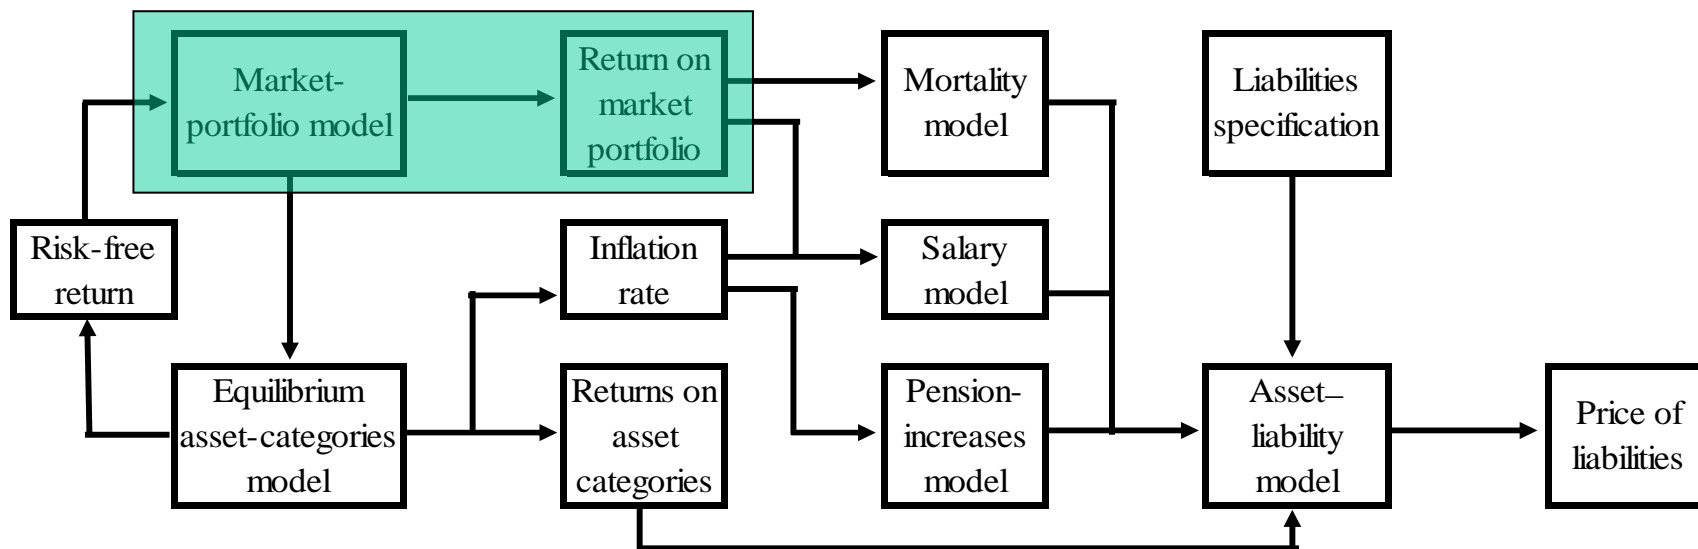 Market-
portfolio model
Return on
market
portfolio
Mortality
model
Liabilities
specification
Risk-free
return
Inflation
rate
Salary
model
Equilibrium
asset-categories
model
Returns on
asset
categories
Pension-
increases model
Asset–
liability
model
Price of
liabilities